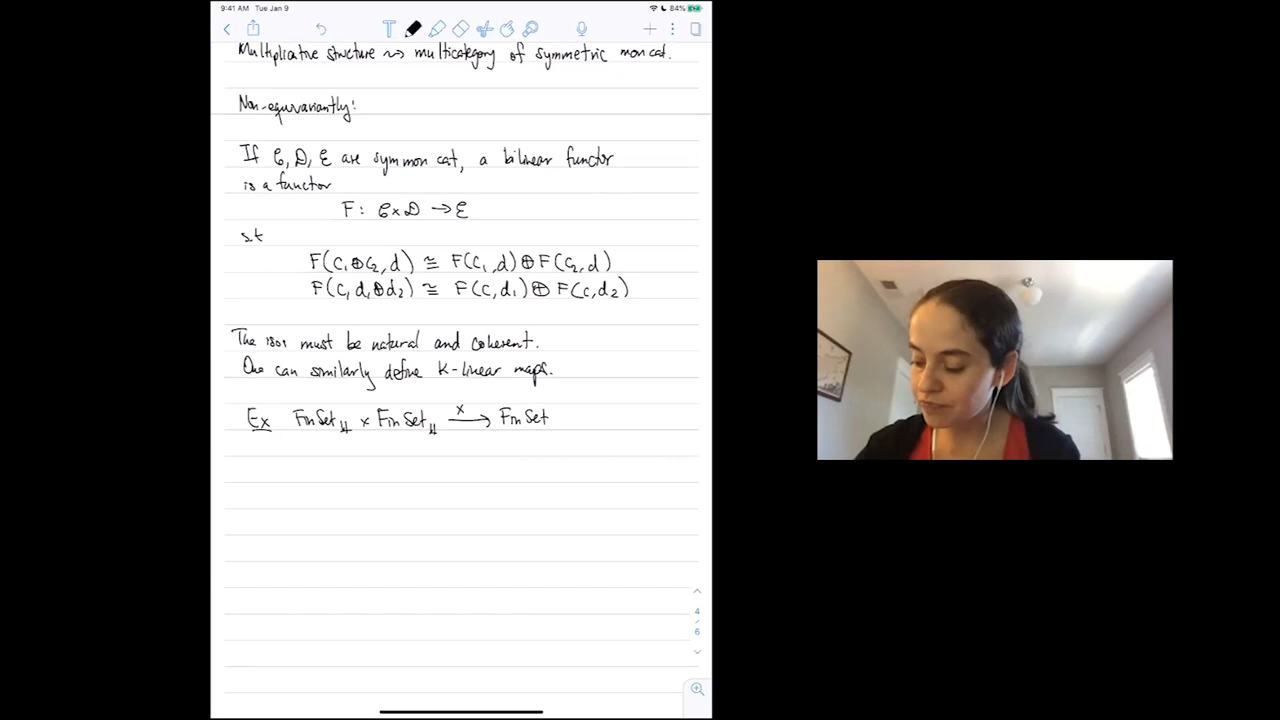 9:41 AM Tue Jan 9
84%
Multiplicative structure ⇝ multicategory of symmetric mon cat.
Non-equivariantly:
If C, D, E are sym mon cat, a bilinear functor
is a functor
F: C×D → E
st
F(c₁⊕c₂, d) ≅ F(c₁, d) ⊕ F(c₂, d)
F(c, d₁⊕d₂) ≅ F(c, d₁) ⊕ F(c, d₂)
The isos must be natural and coherent.
One can similarly define k-linear maps.
Ex FinSet⊔ × FinSet⊔ —×→ FinSet
4
6